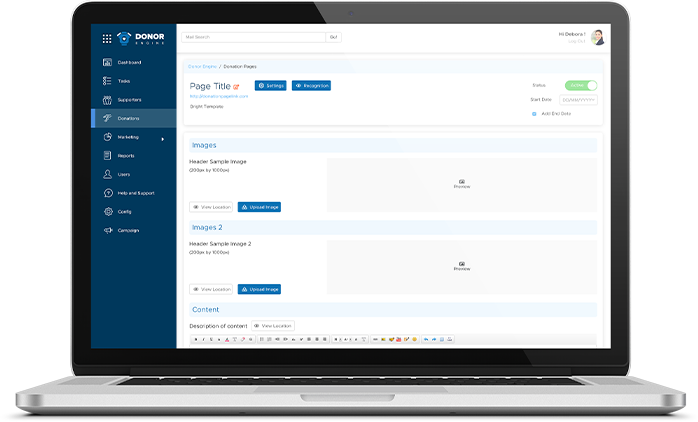 DONOR
ENGINE
Mail Search
Go!
Hi Debora!
Log Out
Dashboard
Tasks
Supporters
Donations
Marketing
Reports
Users
Help and Support
Config
Campaign
Donor Engine / Donation Pages
Page Title
Settings
Recognition
Bright Template
Status
Active
Start Date
DD/MM/YYYY
Add End Date
Images
Header Sample Image
(200px by 1000px)
Preview
View Location
Upload Image
Images 2
Header Sample Image 2
(200px by 1000px)
Preview
View Location
Upload Image
Content
Description of content
View Location